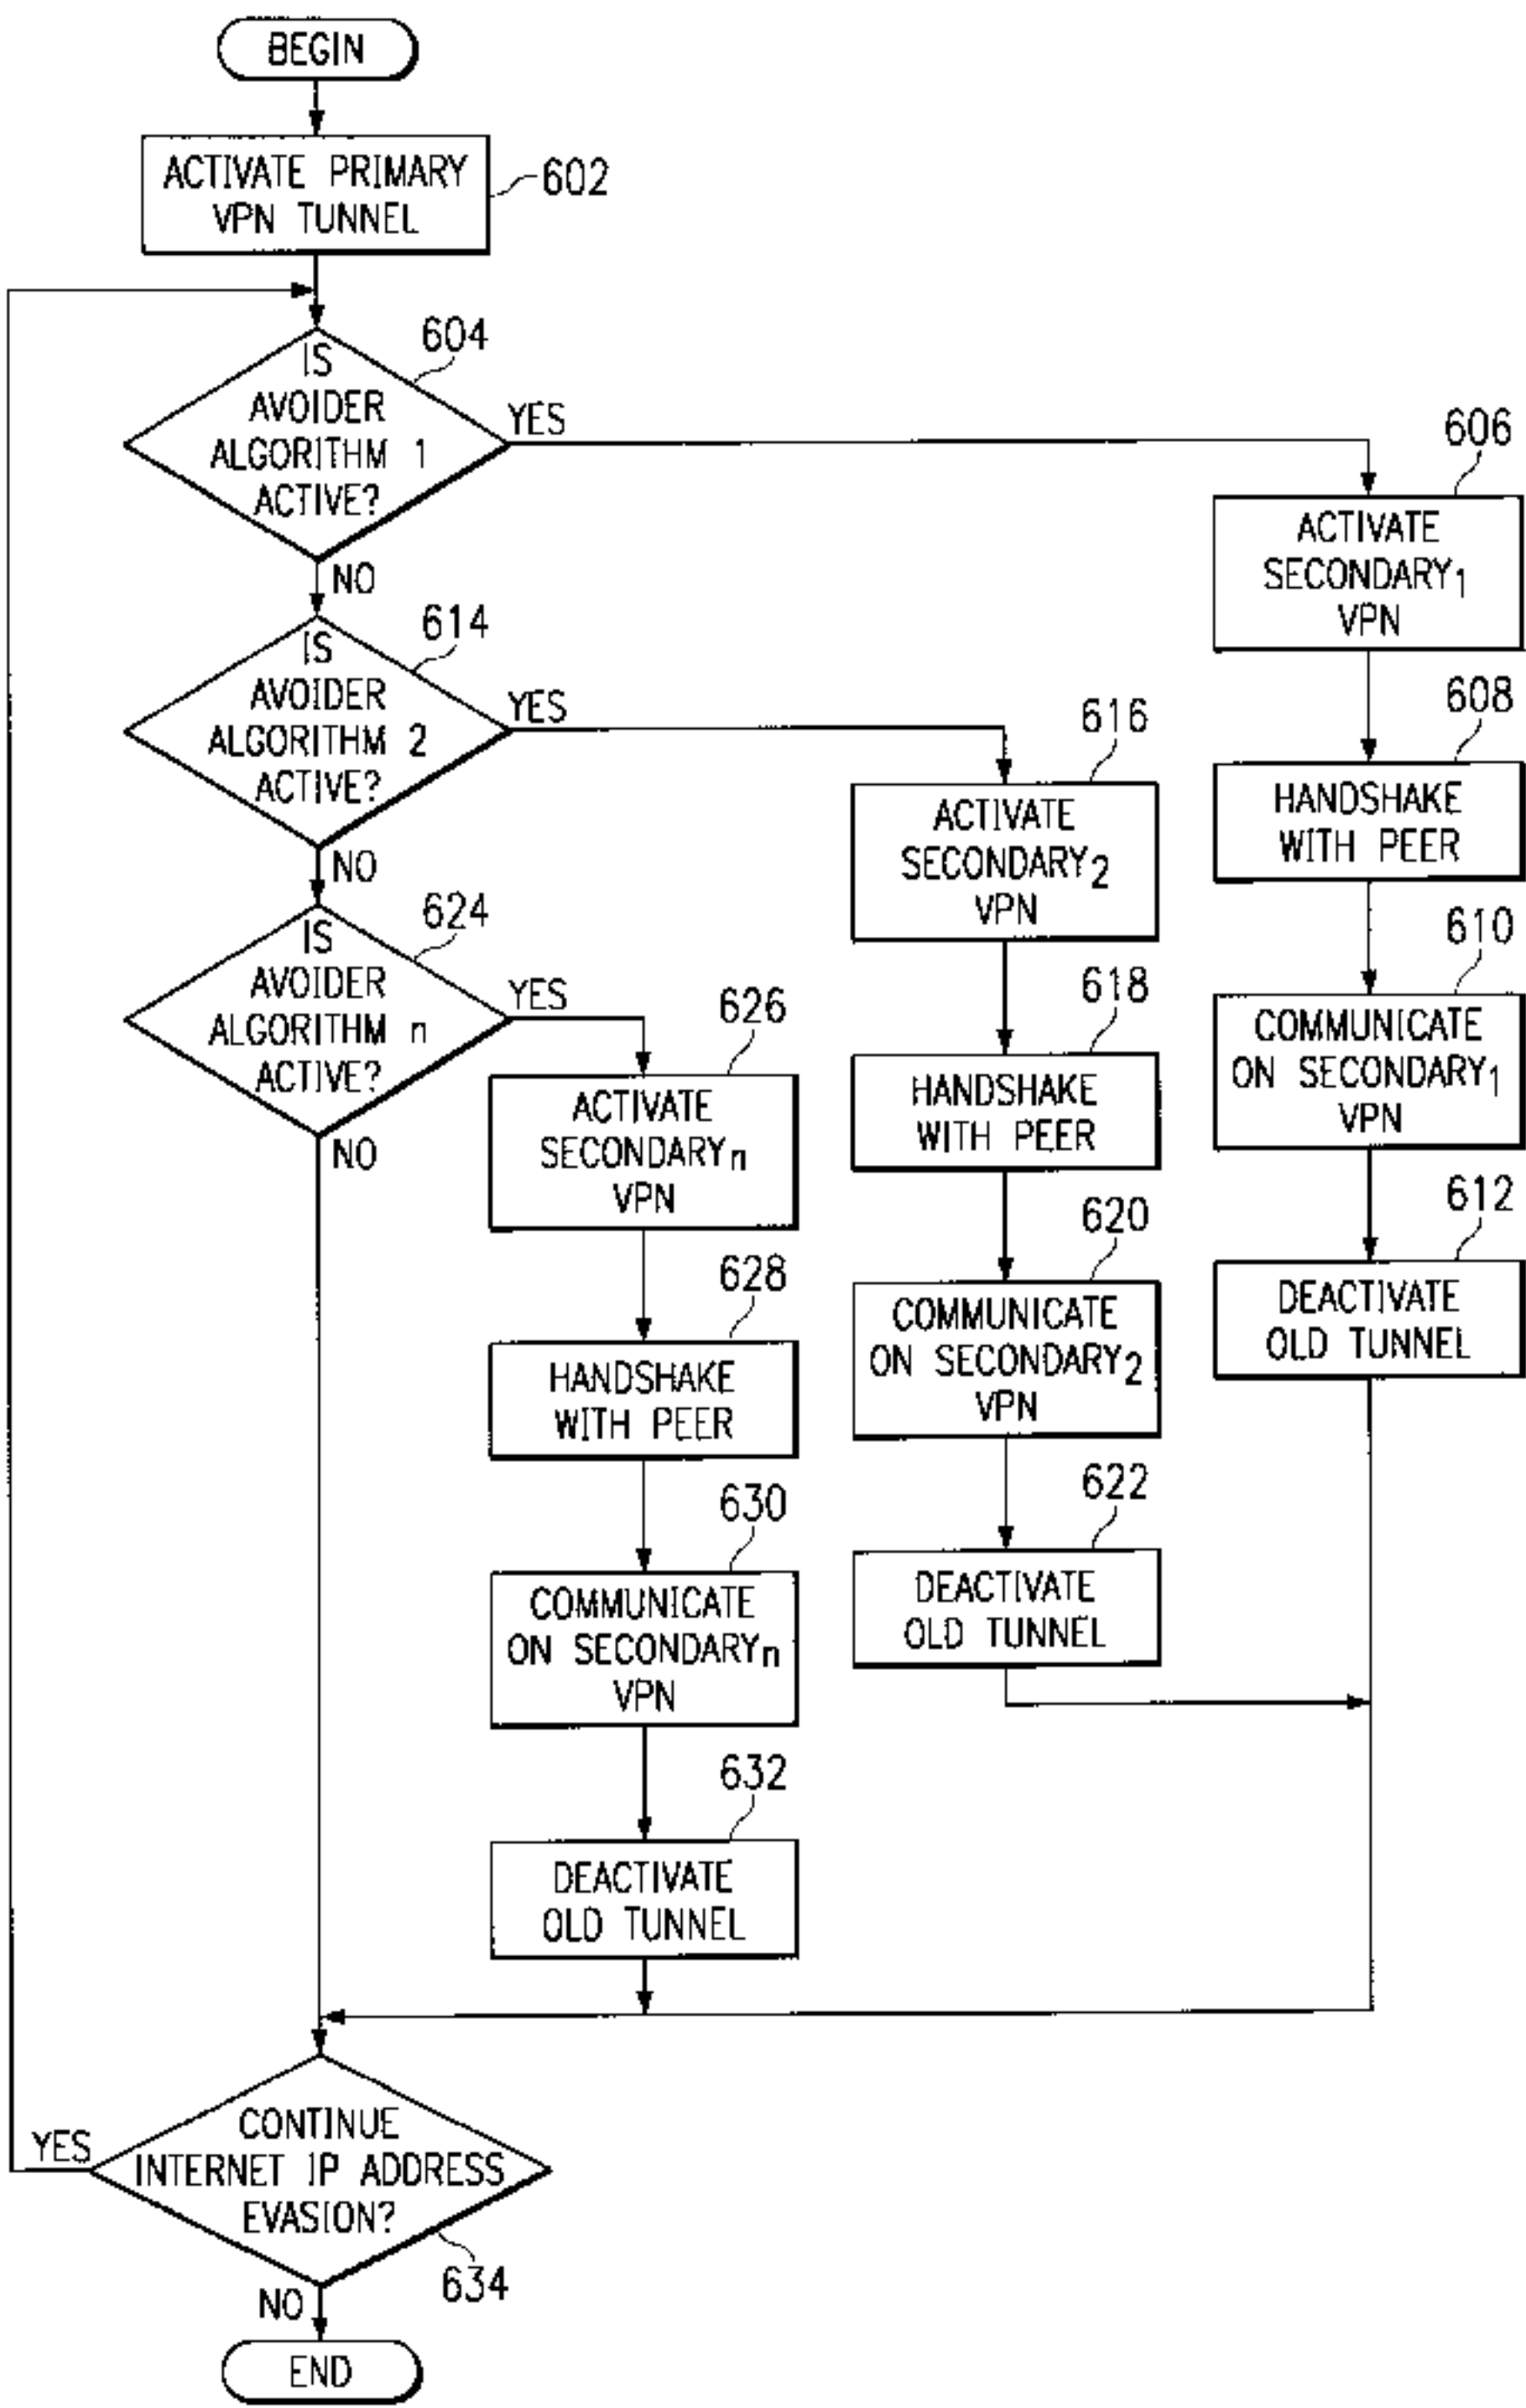 BEGIN
ACTIVATE PRIMARY
VPN TUNNEL
602
IS
AVOIDER
ALGORITHM 1
ACTIVE?
604
YES
NO
606
ACTIVATE
SECONDARY1
VPN
608
HANDSHAKE
WITH PEER
610
COMMUNICATE
ON SECONDARY1
VPN
612
DEACTIVATE
OLD TUNNEL
IS
AVOIDER
ALGORITHM 2
ACTIVE?
614
YES
NO
616
ACTIVATE
SECONDARY2
VPN
618
HANDSHAKE
WITH PEER
620
COMMUNICATE
ON SECONDARY2
VPN
622
DEACTIVATE
OLD TUNNEL
IS
AVOIDER
ALGORITHM n
ACTIVE?
624
YES
NO
626
ACTIVATE
SECONDARYn
VPN
628
HANDSHAKE
WITH PEER
630
COMMUNICATE
ON SECONDARYn
VPN
632
DEACTIVATE
OLD TUNNEL
CONTINUE
INTERNET IP ADDRESS
EVASION?
634
YES
NO
END